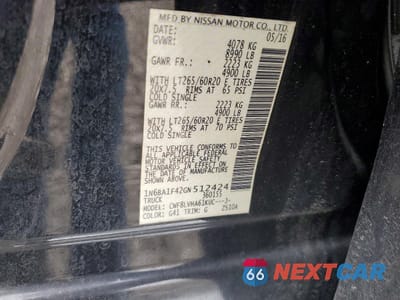 MFD BY NISSAN MOTOR CO., LTD.
DATE: 05/16
GVWR: 4078 KG
8990 LB
GAWR FR.: 2223 KG
4900 LB
WITH LT265/60R20 E TIRES
20X7.5 RIMS AT 65 PSI
COLD SINGLE
GAWR RR.: 2223 KG
4900 LB
WITH LT265/60R20 E TIRES
20X7.5 RIMS AT 70 PSI
COLD SINGLE
THIS VEHICLE CONFORMS TO ALL
APPLICABLE FEDERAL MOTOR VEHICLE
SAFETY STANDARDS IN EFFECT
ON THE DATE OF MANUFACTURE
SHOWN ABOVE.
1N6BA1F42GN512424
TRUCK
MODEL:
COLOR: G41 TRIM: G
66 NEXTCAR